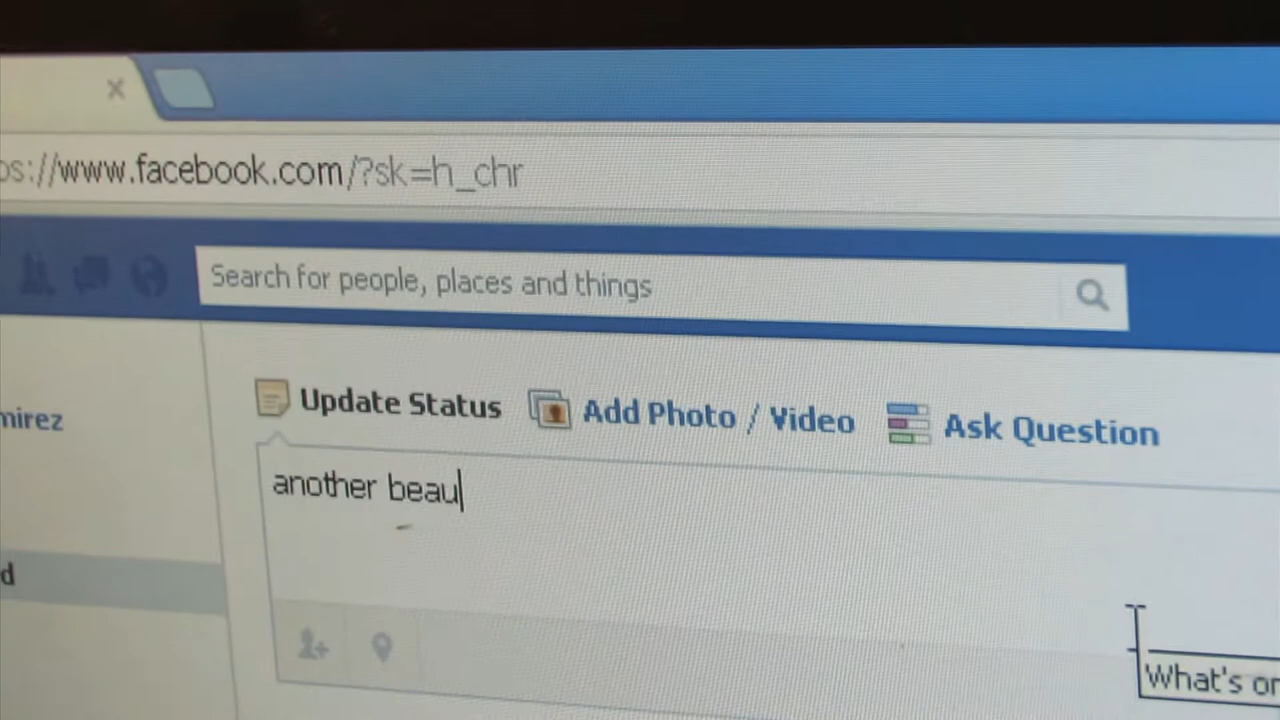 ps://www.facebook.com/?sk=h_chr
Search for people, places and things
Update Status Add Photo / Video Ask Question
mirez
another beau
d
What's or